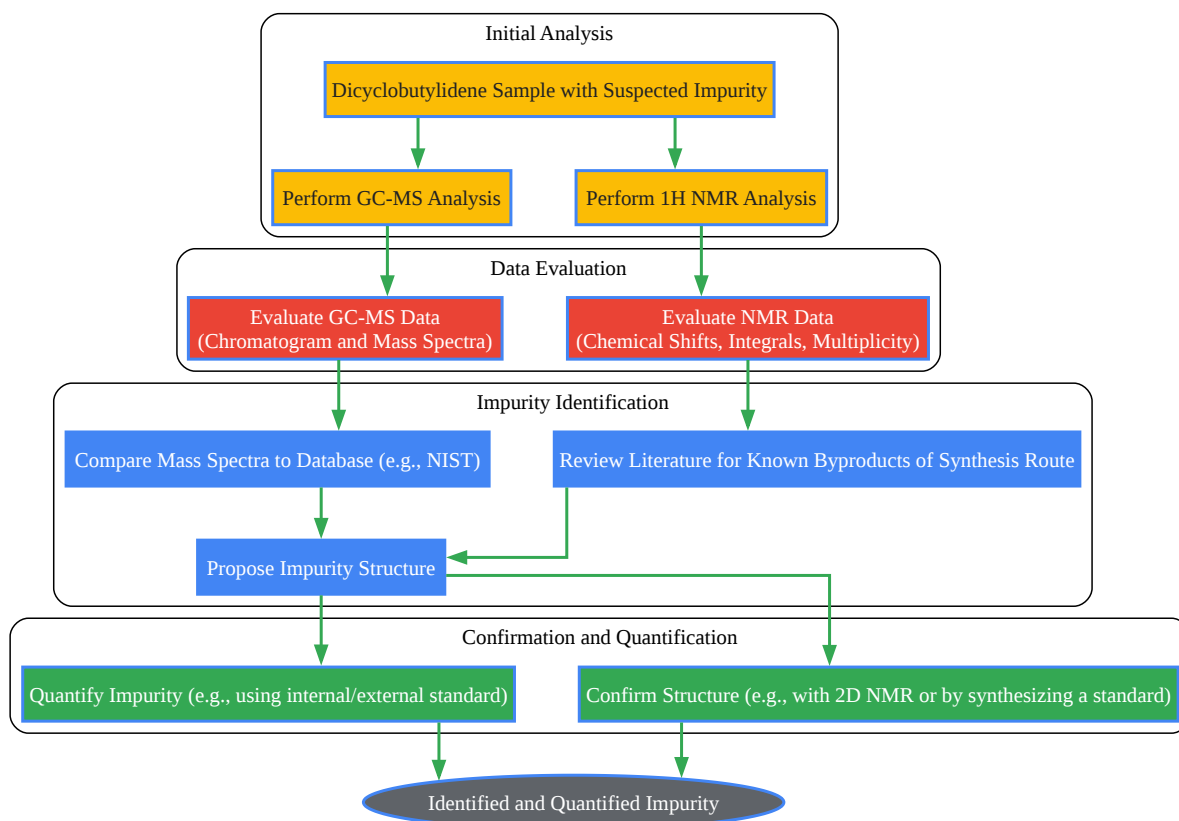 Initial Analysis
Dicyclobutylidene Sample with Suspected Impurity
Perform GC-MS Analysis
Perform 1H NMR Analysis
Data Evaluation
Evaluate GC-MS Data
(Chromatogram and Mass Spectra)
Evaluate NMR Data
(Chemical Shifts, Integrals, Multiplicity)
Impurity Identification
Compare Mass Spectra to Database (e.g., NIST)
Review Literature for Known Byproducts of Synthesis Route
Propose Impurity Structure
Confirmation and Quantification
Quantify Impurity (e.g., using internal/external standard)
Confirm Structure (e.g., with 2D NMR or by synthesizing a standard)
Identified and Quantified Impurity